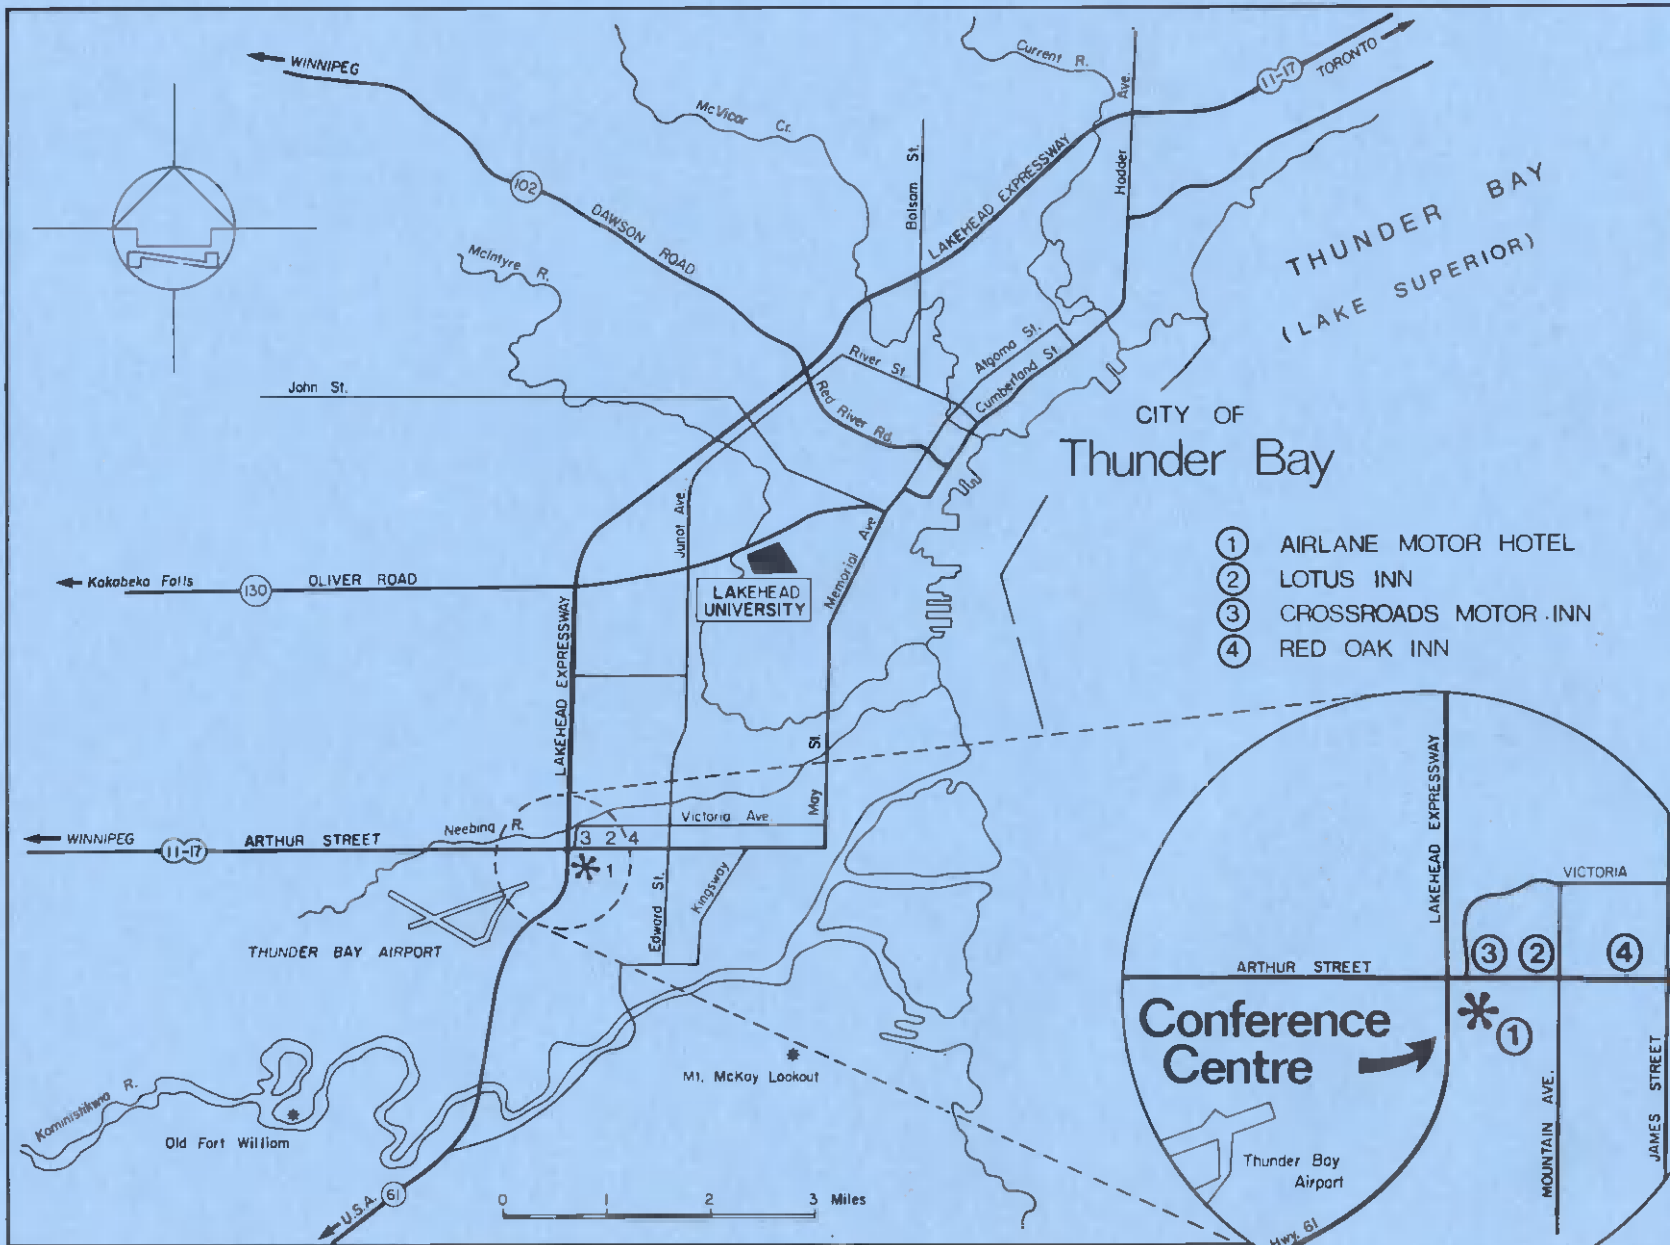 WINNIPEG
Current R.
TORONTO
11-17
Ave.
Hodder
McVicar Cr.
Balsam St.
LAKEHEAD EXPRESSWAY
102
DAWSON ROAD
McIntyre R.
THUNDER BAY
(LAKE SUPERIOR)
John St.
River St.
Algoma St.
Cumberland St.
Red River Rd.
CITY OF
Thunder Bay
Junot Ave.
Memorial Ave.
1 AIRLANE MOTOR HOTEL
2 LOTUS INN
3 CROSSROADS MOTOR INN
4 RED OAK INN
Kakabeka Falls
130
OLIVER ROAD
LAKEHEAD
UNIVERSITY
LAKEHEAD EXPRESSWAY
May St.
Victoria Ave.
Neebing R.
WINNIPEG
11-17
ARTHUR STREET
3 2 4
1
Edward St.
Kingsway
THUNDER BAY AIRPORT
Mt. McKay Lookout
Kaministikwa R.
Old Fort William
U.S.A.
61
0 1 2 3 Miles
LAKEHEAD EXPRESSWAY
VICTORIA
3 2 4
ARTHUR STREET
Conference
Centre
1
MOUNTAIN AVE.
JAMES STREET
Thunder Bay
Airport
Hwy. 61